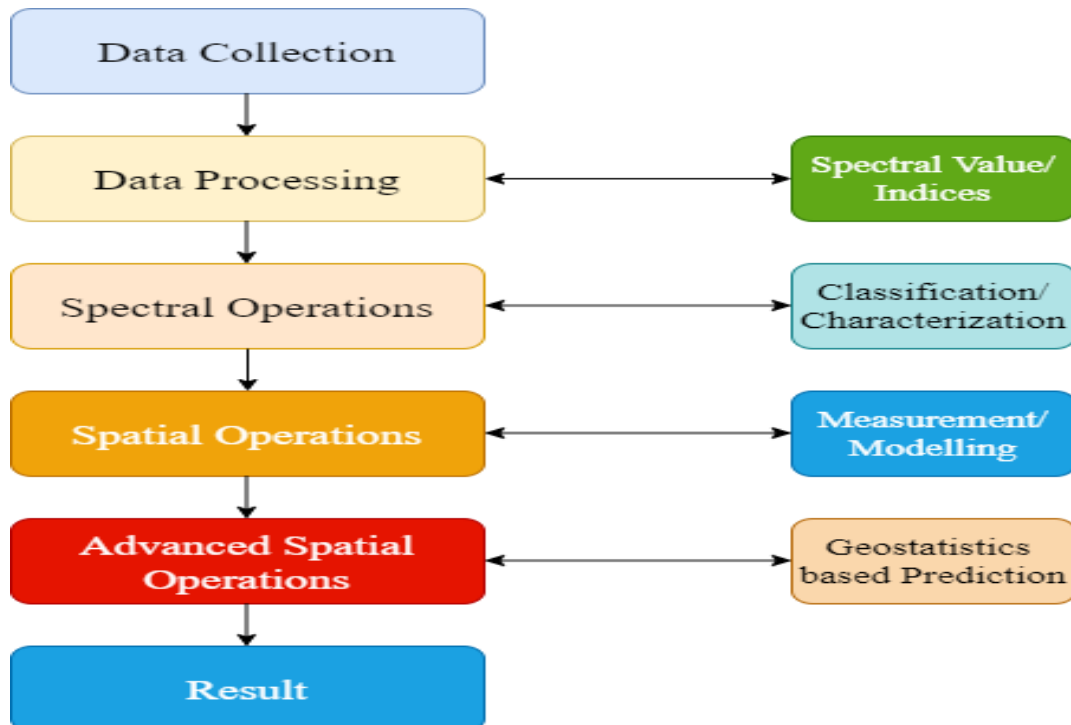 Data Collection
Data Processing
Spectral Value/
Indices
Spectral Operations
Classification/
Characterization
Spatial Operations
Measurement/
Modelling
Advanced Spatial
Operations
Geostatistics
based Prediction
Result